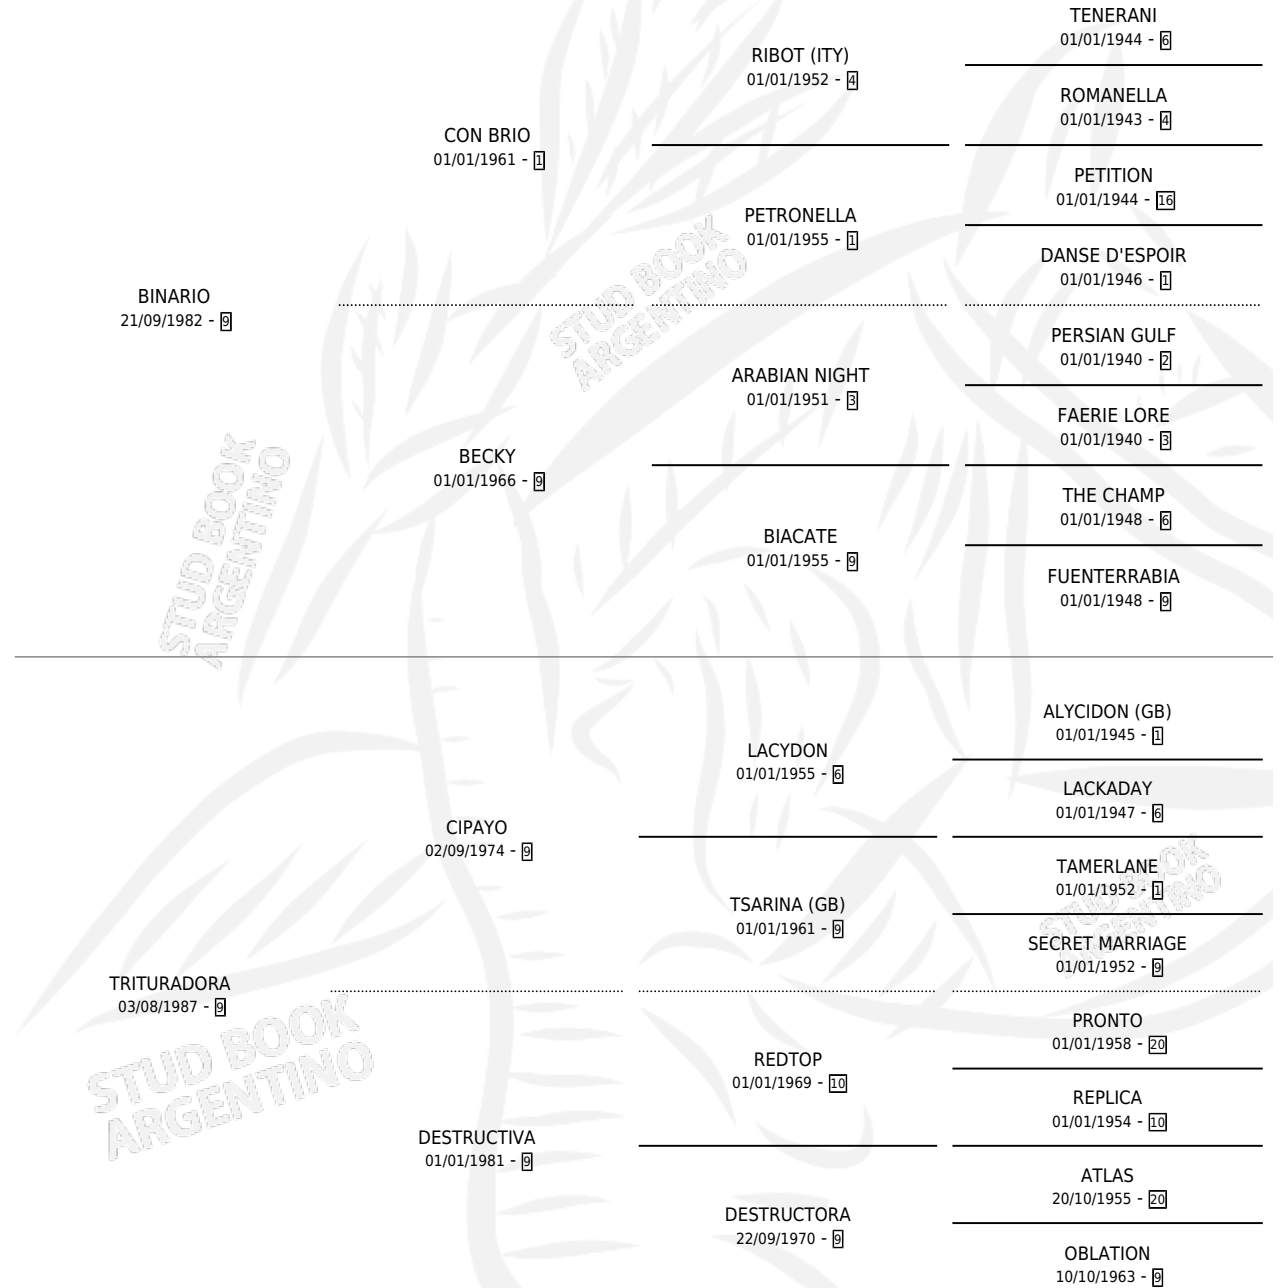 TENERANI
01/01/1944 - 6
RIBOT (ITY)
01/01/1952 - 4
ROMANELLA
01/01/1943 - 4
CON BRIO
01/01/1961 - 1
PETITION
01/01/1944 - 16
PETRONELLA
01/01/1955 - 1
DANSE D'ESPOIR
01/01/1946 - 1
BINARIO
21/09/1982 - 9
PERSIAN GULF
01/01/1940 - 2
ARABIAN NIGHT
01/01/1951 - 3
FAERIE LORE
01/01/1940 - 3
BECKY
01/01/1966 - 9
THE CHAMP
01/01/1948 - 6
BIACATE
01/01/1955 - 9
FUENTERRABIA
01/01/1948 - 9
ALYCIDON (GB)
01/01/1945 - 1
LACYDON
01/01/1955 - 6
LACKADAY
01/01/1947 - 6
CIPAYO
02/09/1974 - 9
TAMERLANE
01/01/1952 - 1
TSARINA (GB)
01/01/1961 - 9
SECRET MARRIAGE
01/01/1952 - 9
TRITURADORA
03/08/1987 - 9
PRONTO
01/01/1958 - 20
REDTOP
01/01/1969 - 10
REPLICA
01/01/1954 - 10
DESTRUCTIVA
01/01/1981 - 9
ATLAS
20/10/1955 - 20
DESTRUCTORA
22/09/1970 - 9
OBLATION
10/10/1963 - 9
STUD BOOK
ARGENTINO
STUD BOOK
ARGENTINO
STUD BOOK
ARGENTINO
STUD BOOK
ARGENTINO